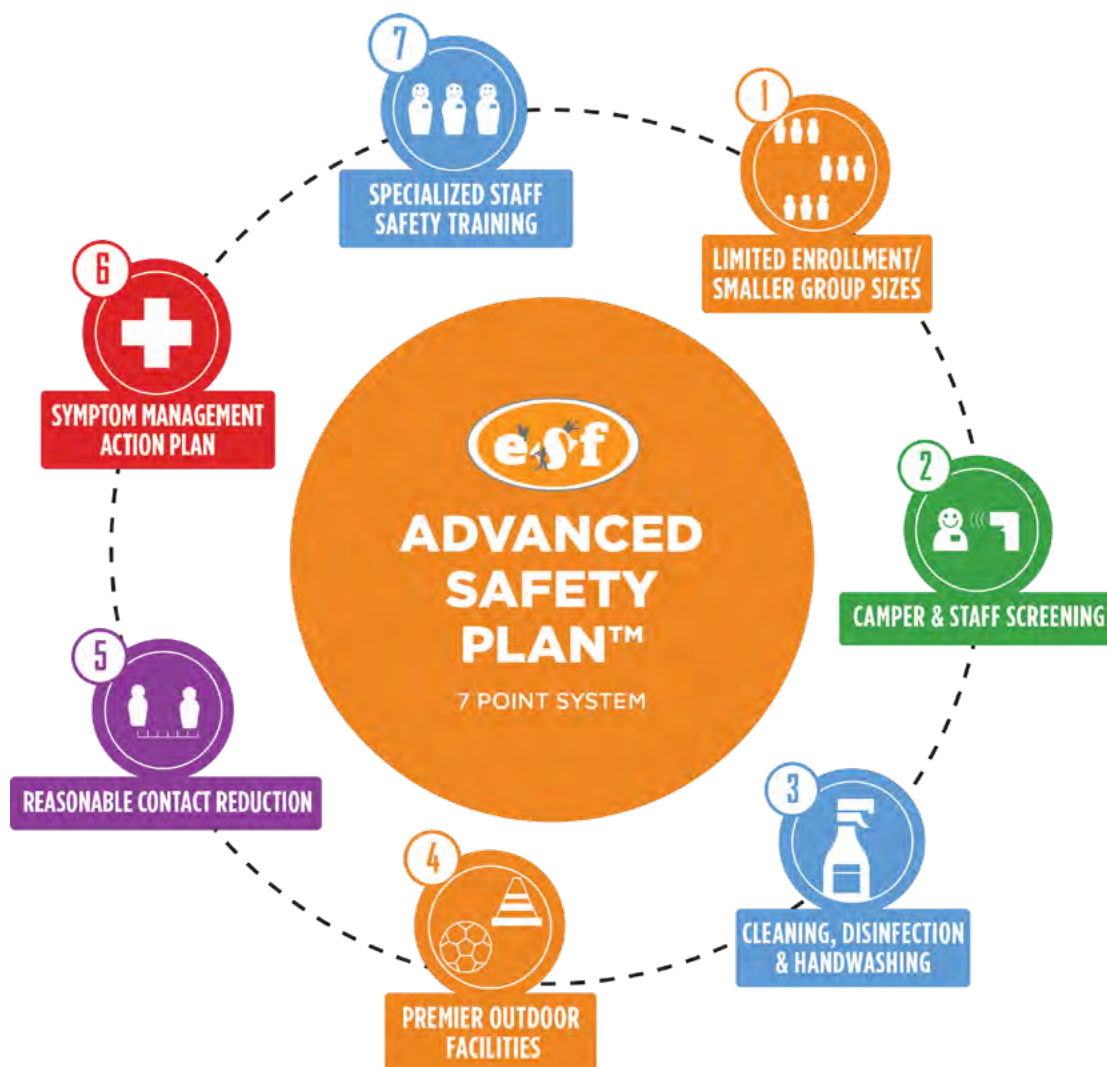 esf
ADVANCED
SAFETY
PLAN™
7 POINT SYSTEM
1
LIMITED ENROLLMENT/
SMALLER GROUP SIZES
2
CAMPER & STAFF SCREENING
3
CLEANING, DISINFECTION
& HANDWASHING
4
PREMIER OUTDOOR
FACILITIES
5
REASONABLE CONTACT REDUCTION
6
SYMPTOM MANAGEMENT
ACTION PLAN
7
SPECIALIZED STAFF
SAFETY TRAINING